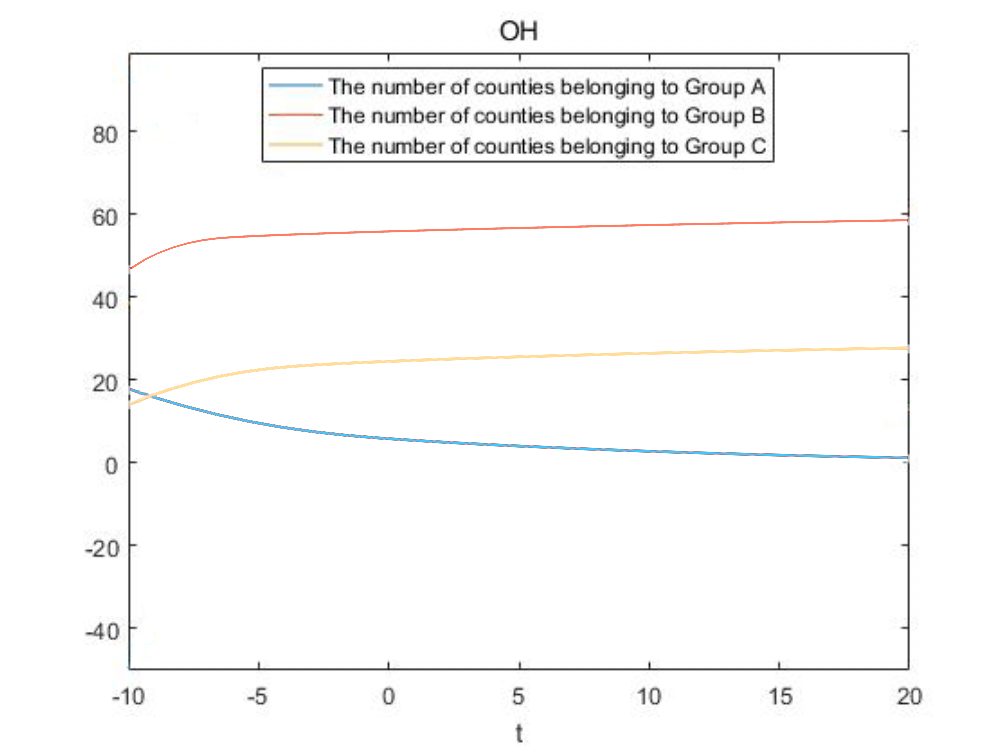 OH
The number of counties belonging to Group A
The number of counties belonging to Group B
The number of counties belonging to Group C
80
60
40
20
0
-20
-40
-10 -5 0 5 10 15 20
t